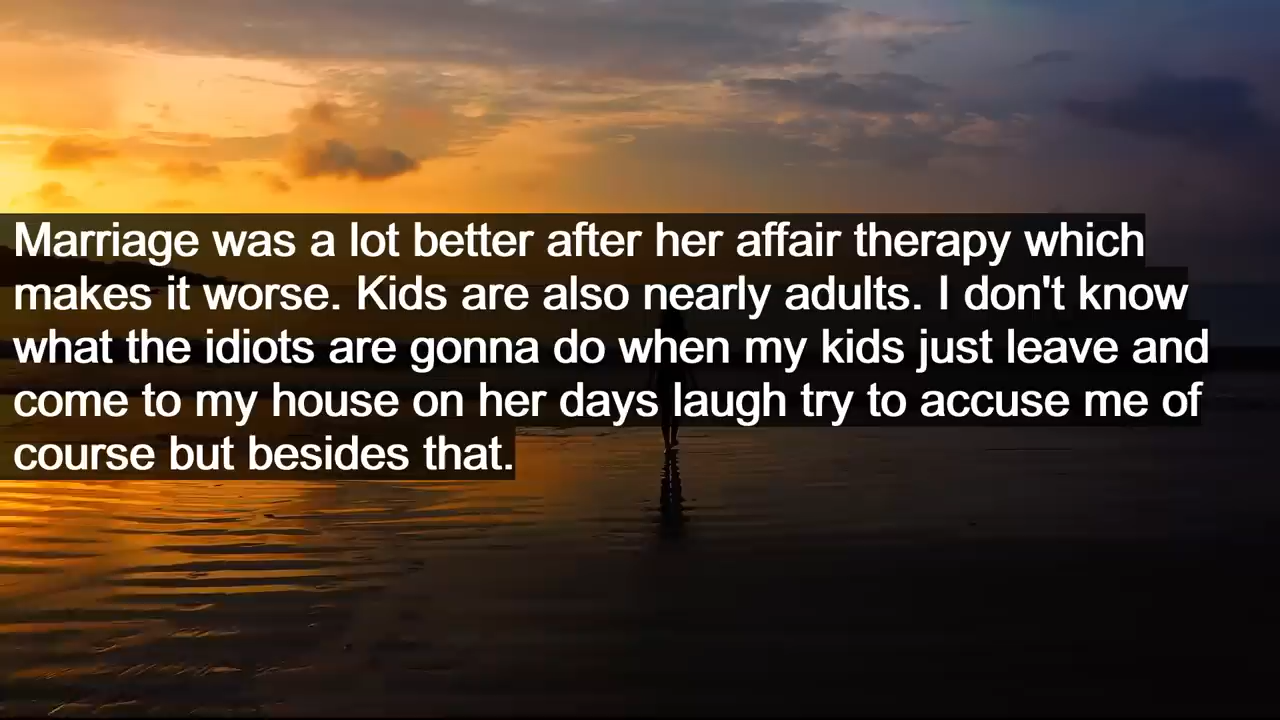 Marriage was a lot better after her affair therapy which
makes it worse. Kids are also nearly adults. I don't know
what the idiots are gonna do when my kids just leave and
come to my house on her days laugh try to accuse me of
course but besides that.